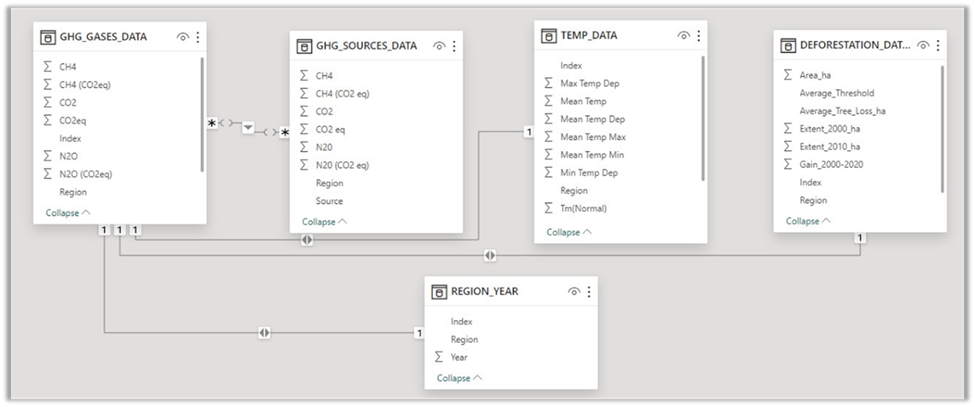 GHG_GASES_DATA
CH4
CH4 (CO2eq)
CO2
CO2eq
Index
N2O
N2O (CO2eq)
Region
Collapse
GHG_SOURCES_DATA
CH4
CH4 (CO2 eq)
CO2
CO2 eq
N20
N20 (CO2 eq)
Region
Source
Collapse
TEMP_DATA
Index
Max Temp Dep
Mean Temp
Mean Temp Dep
Mean Temp Max
Mean Temp Min
Min Temp Dep
Region
Tm(Normal)
Collapse
DEFORESTATION_DAT...
Area_ha
Average_Threshold
Average_Tree_Loss_ha
Extent_2000_ha
Extent_2010_ha
Gain_2000-2020
Index
Region
Collapse
* *
1
1 1 1
1
1
REGION_YEAR
Index
Region
Year
Collapse